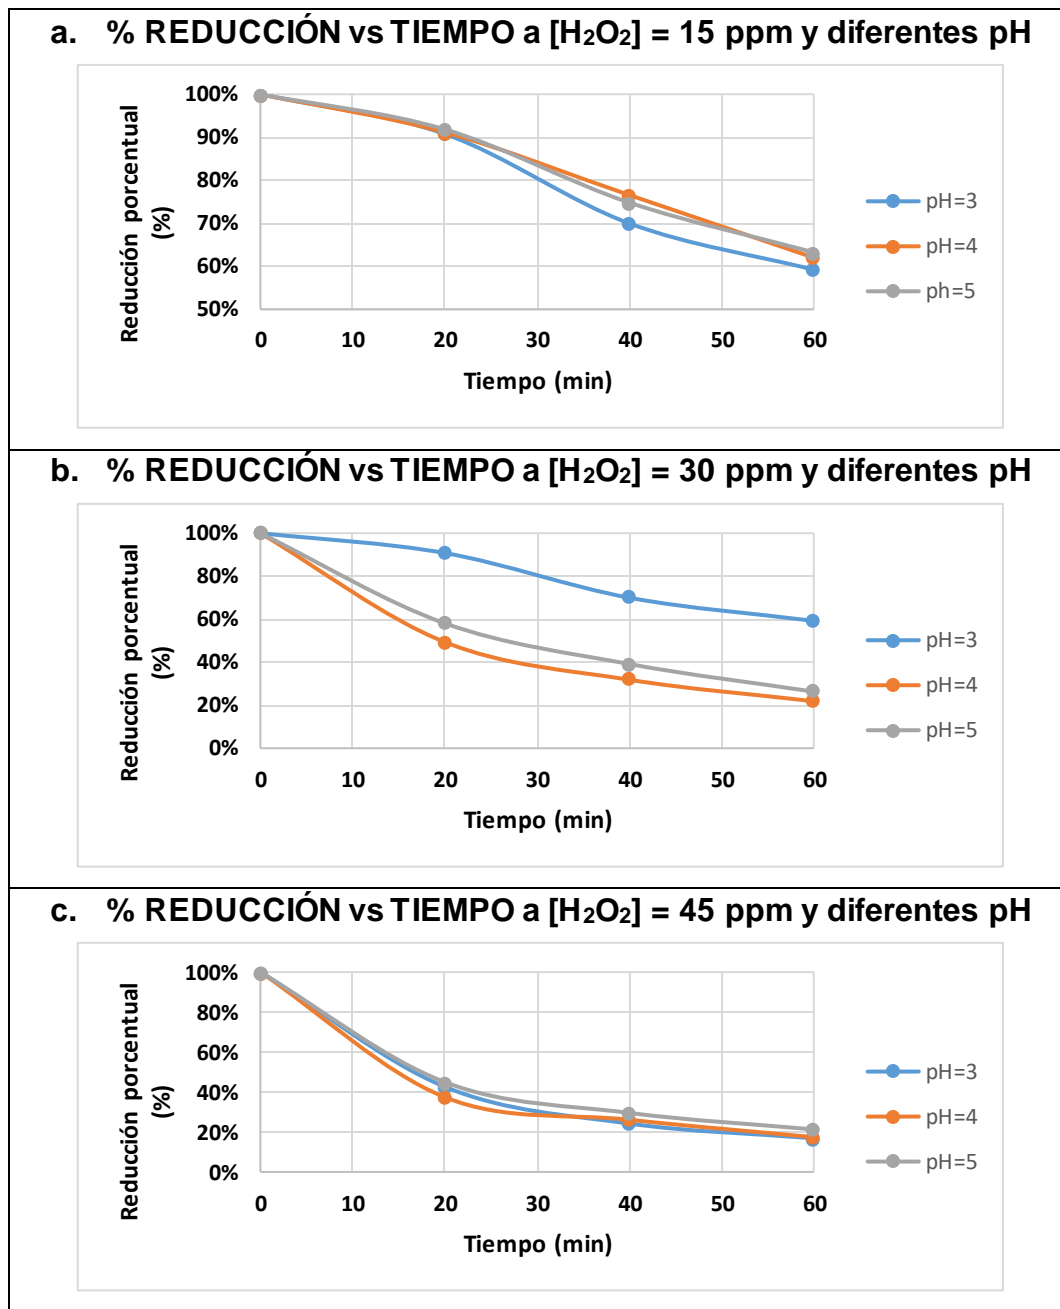 a. % REDUCCIÓN vs TIEMPO a [H₂O₂] = 15 ppm y diferentes pH
100%
90%
80%
70%
60%
50%
Reducción porcentual
(%)
0 10 20 30 40 50 60
Tiempo (min)
pH=3
pH=4
ph=5
b. % REDUCCIÓN vs TIEMPO a [H₂O₂] = 30 ppm y diferentes pH
100%
80%
60%
40%
20%
0%
Reducción porcentual
(%)
0 10 20 30 40 50 60
Tiempo (min)
pH=3
pH=4
pH=5
c. % REDUCCIÓN vs TIEMPO a [H₂O₂] = 45 ppm y diferentes pH
100%
80%
60%
40%
20%
0%
Reducción porcentual
(%)
0 10 20 30 40 50 60
Tiempo (min)
pH=3
pH=4
pH=5